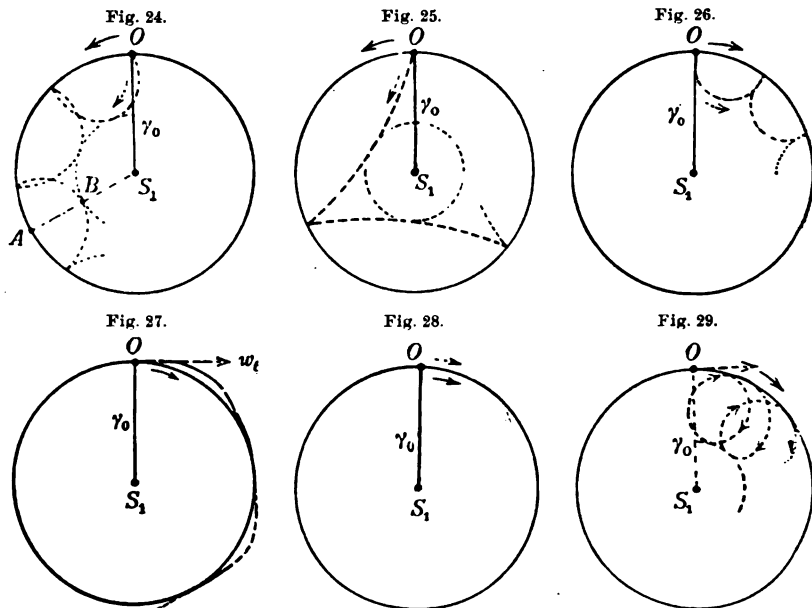 Fig. 24.
O
γ₀
S₁
B
A
Fig. 25.
O
γ₀
S₁
Fig. 26.
O
γ₀
S₁
Fig. 27.
O
w_t
γ₀
S₁
Fig. 28.
O
γ₀
S₁
Fig. 29.
O
γ₀
S₁